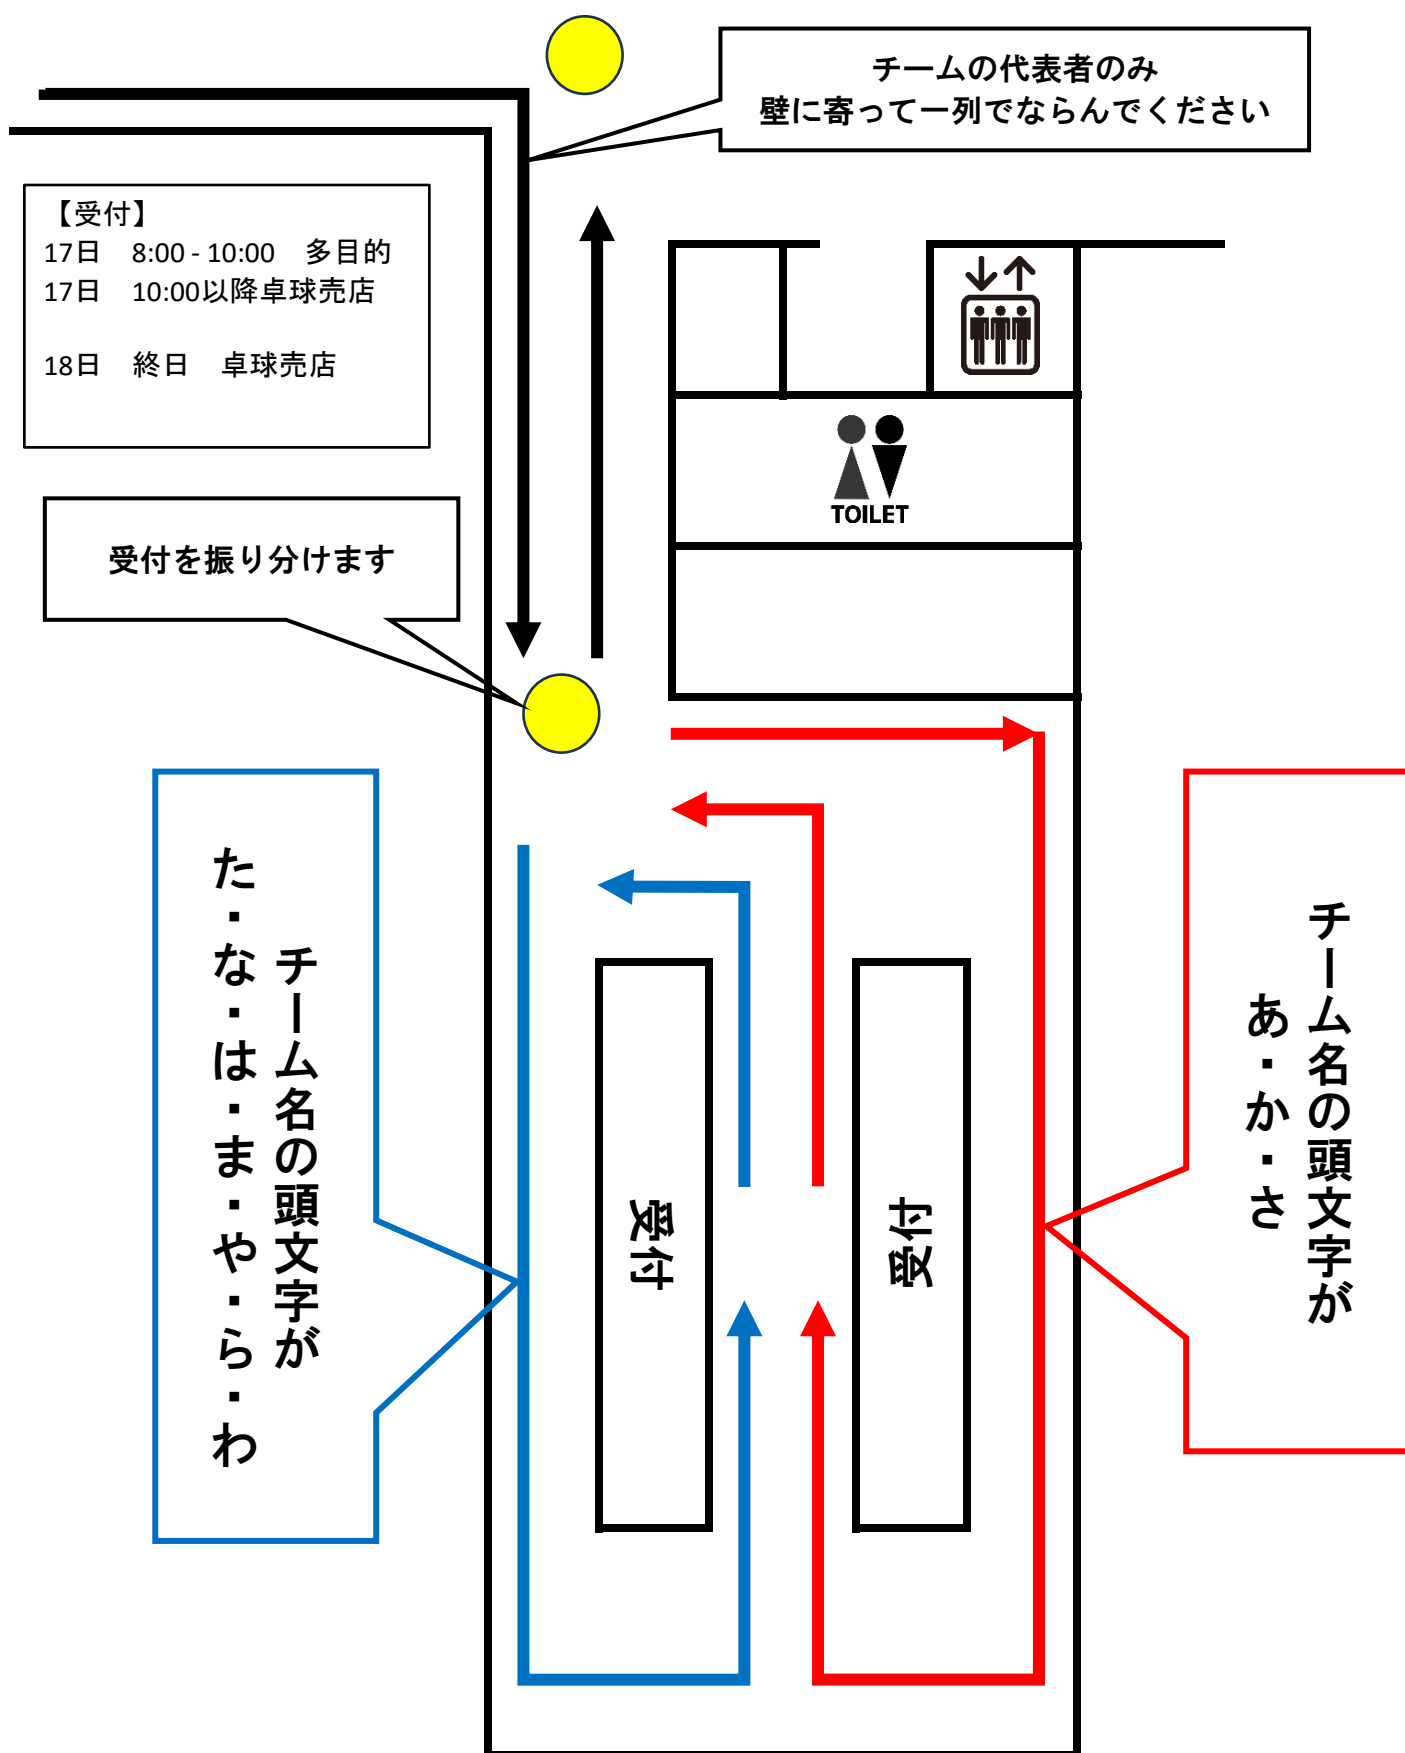 チームの代表者のみ
壁に寄って一列でならんでください
【受付】
17日　8:00 - 10:00　多目的
17日　10:00以降卓球売店
18日　終日　卓球売店
TOILET
受付を振り分けます
チーム名の頭文字が
た・な・は・ま・や・ら・わ
受付
受付
チーム名の頭文字が
あ・か・さ